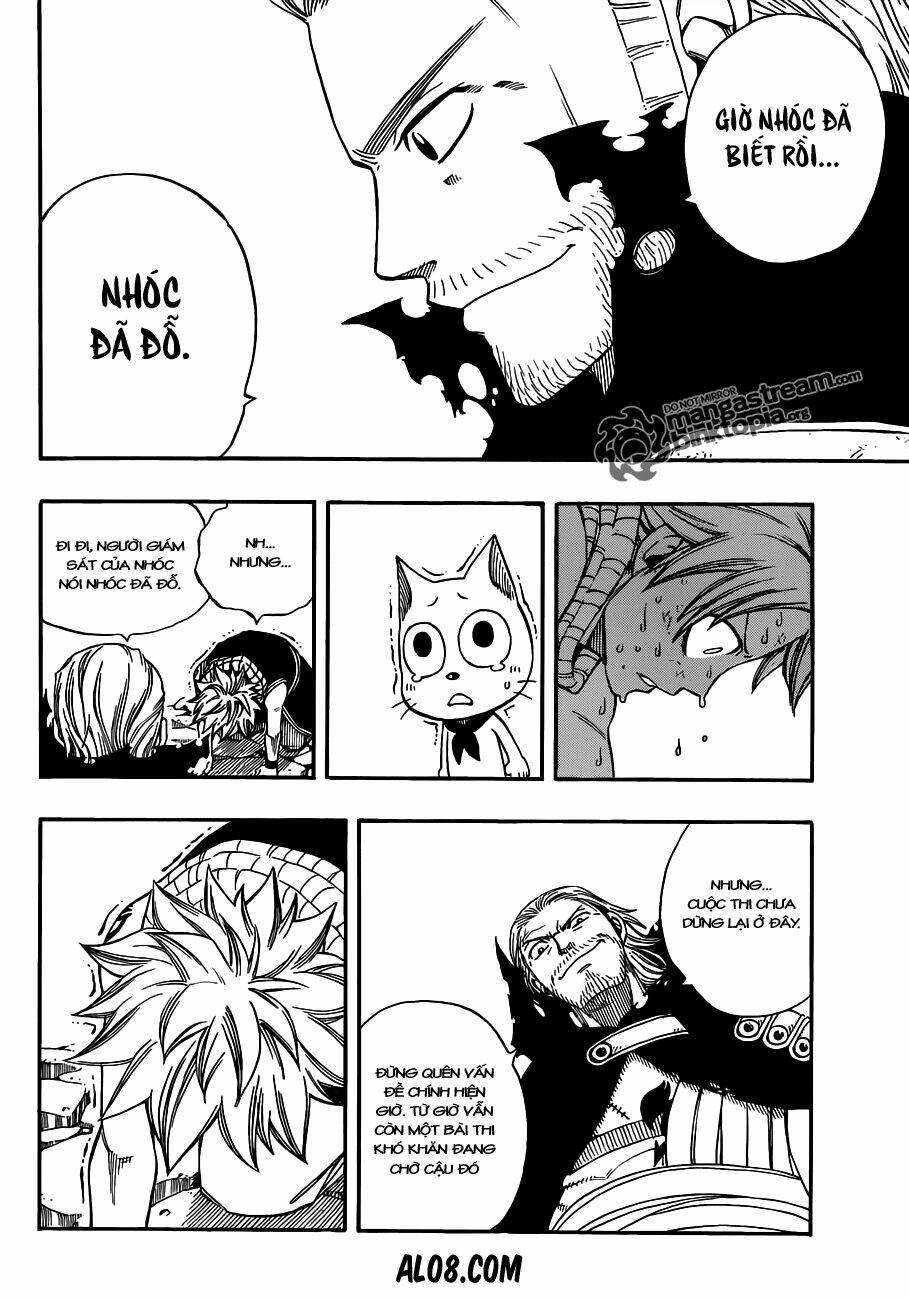 GIỜ NHÓC ĐÃ
BIẾT RỒI...
NHÓC
ĐÃ ĐỖ.
DO NOT MIRROR
mangastream.com
binktopia.org
NH...
NHƯNG...
ĐI ĐI, NGƯỜI GIÁM
SÁT CỦA NHÓC
NÓI NHÓC ĐÃ ĐỖ.
NHƯNG...
CUỘC THI CHƯA
DỪNG LẠI Ở ĐÂY.
ĐỪNG QUÊN VẤN
ĐỀ CHÍNH HIỆN
GIỜ. TỪ GIỜ VẪN
CÒN MỘT BÀI THI
KHÓ KHĂN ĐANG
CHỜ CẬU ĐÓ
ALO8.COM